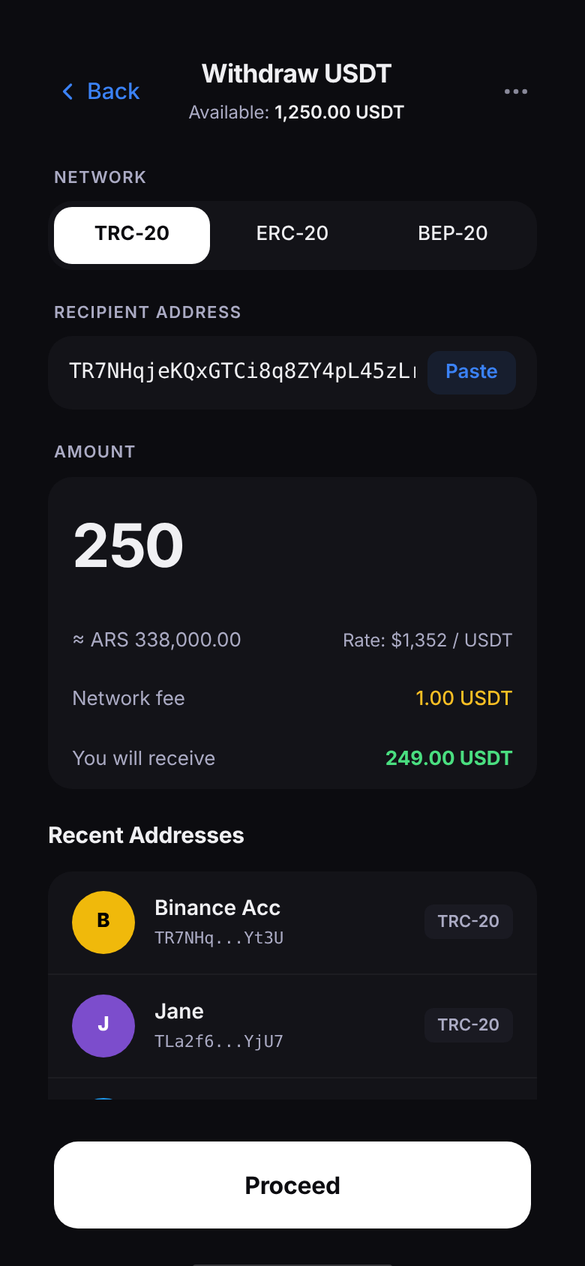 Back
Withdraw USDT
Available: 1,250.00 USDT
NETWORK
TRC-20
ERC-20
BEP-20
RECIPIENT ADDRESS
TR7NHqjeKQxGTCi8q8ZY4pL45zL
Paste
AMOUNT
250
≈ ARS 338,000.00
Rate: $1,352 / USDT
Network fee
1.00 USDT
You will receive
249.00 USDT
Recent Addresses
B
Binance Acc
TR7NHq...Yt3U
TRC-20
J
Jane
TLa2f6...YjU7
TRC-20
Proceed